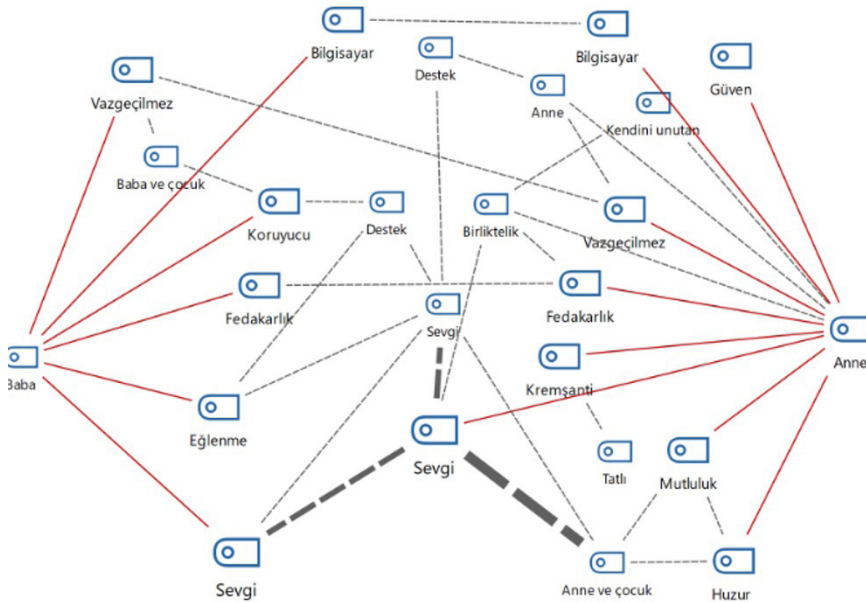 Bilgisayar
Bilgisayar
Destek
Güven
Vazgeçilmez
Anne
Kendini unutan
Baba ve çocuk
Koruyucu
Destek
Birliktelik
Vazgeçilmez
Fedakarlık
Fedakarlık
Sevgi
Baba
Anne
Kremşanti
Eğlenme
Sevgi
Tatlı
Mutluluk
Sevgi
Anne ve çocuk
Huzur